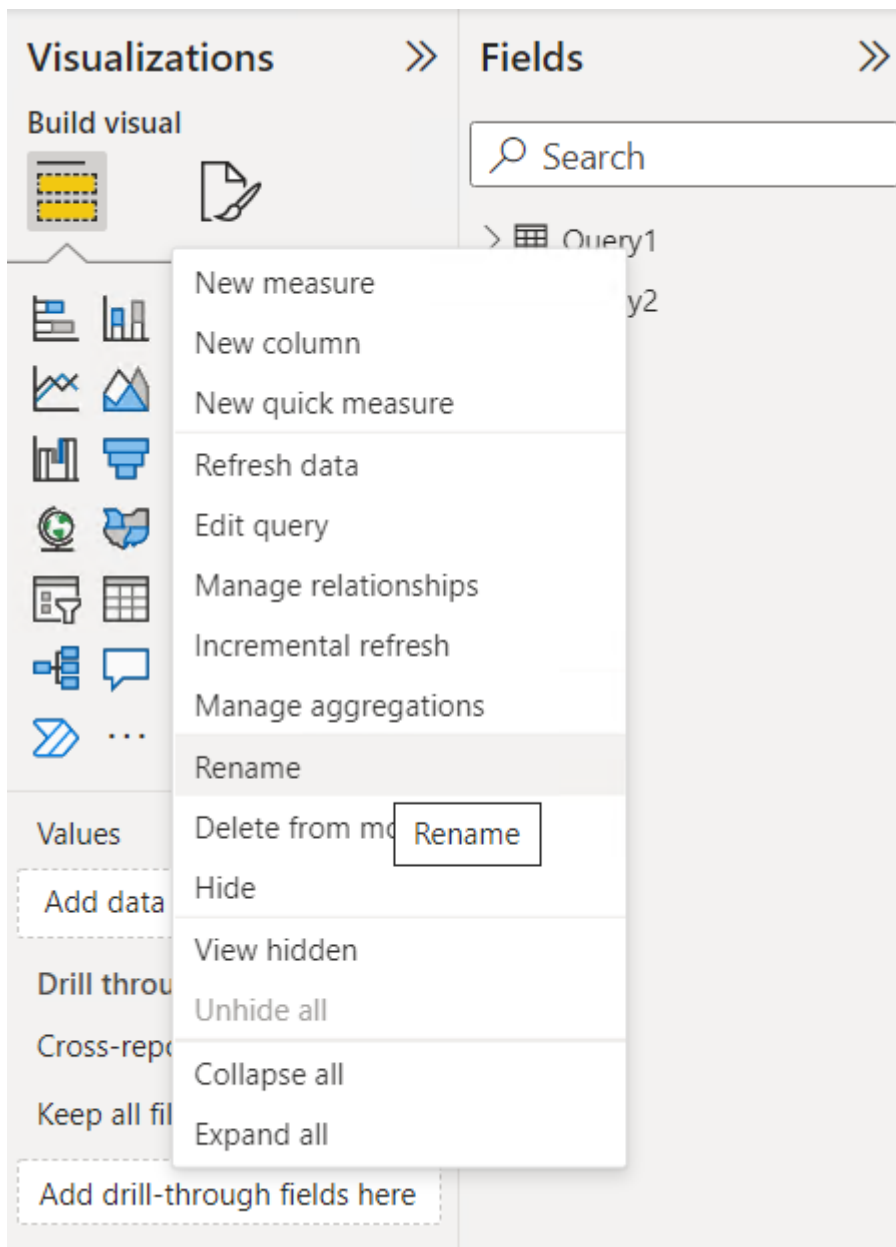 Visualizations
Build visual
Fields
Search
Query1
y2
New measure
New column
New quick measure
Refresh data
Edit query
Manage relationships
Incremental refresh
Manage aggregations
Rename
Delete from mo
Rename
Hide
View hidden
Unhide all
Collapse all
Expand all
Values
Add data
Drill throu
Cross-repo
Keep all fil
Add drill-through fields here